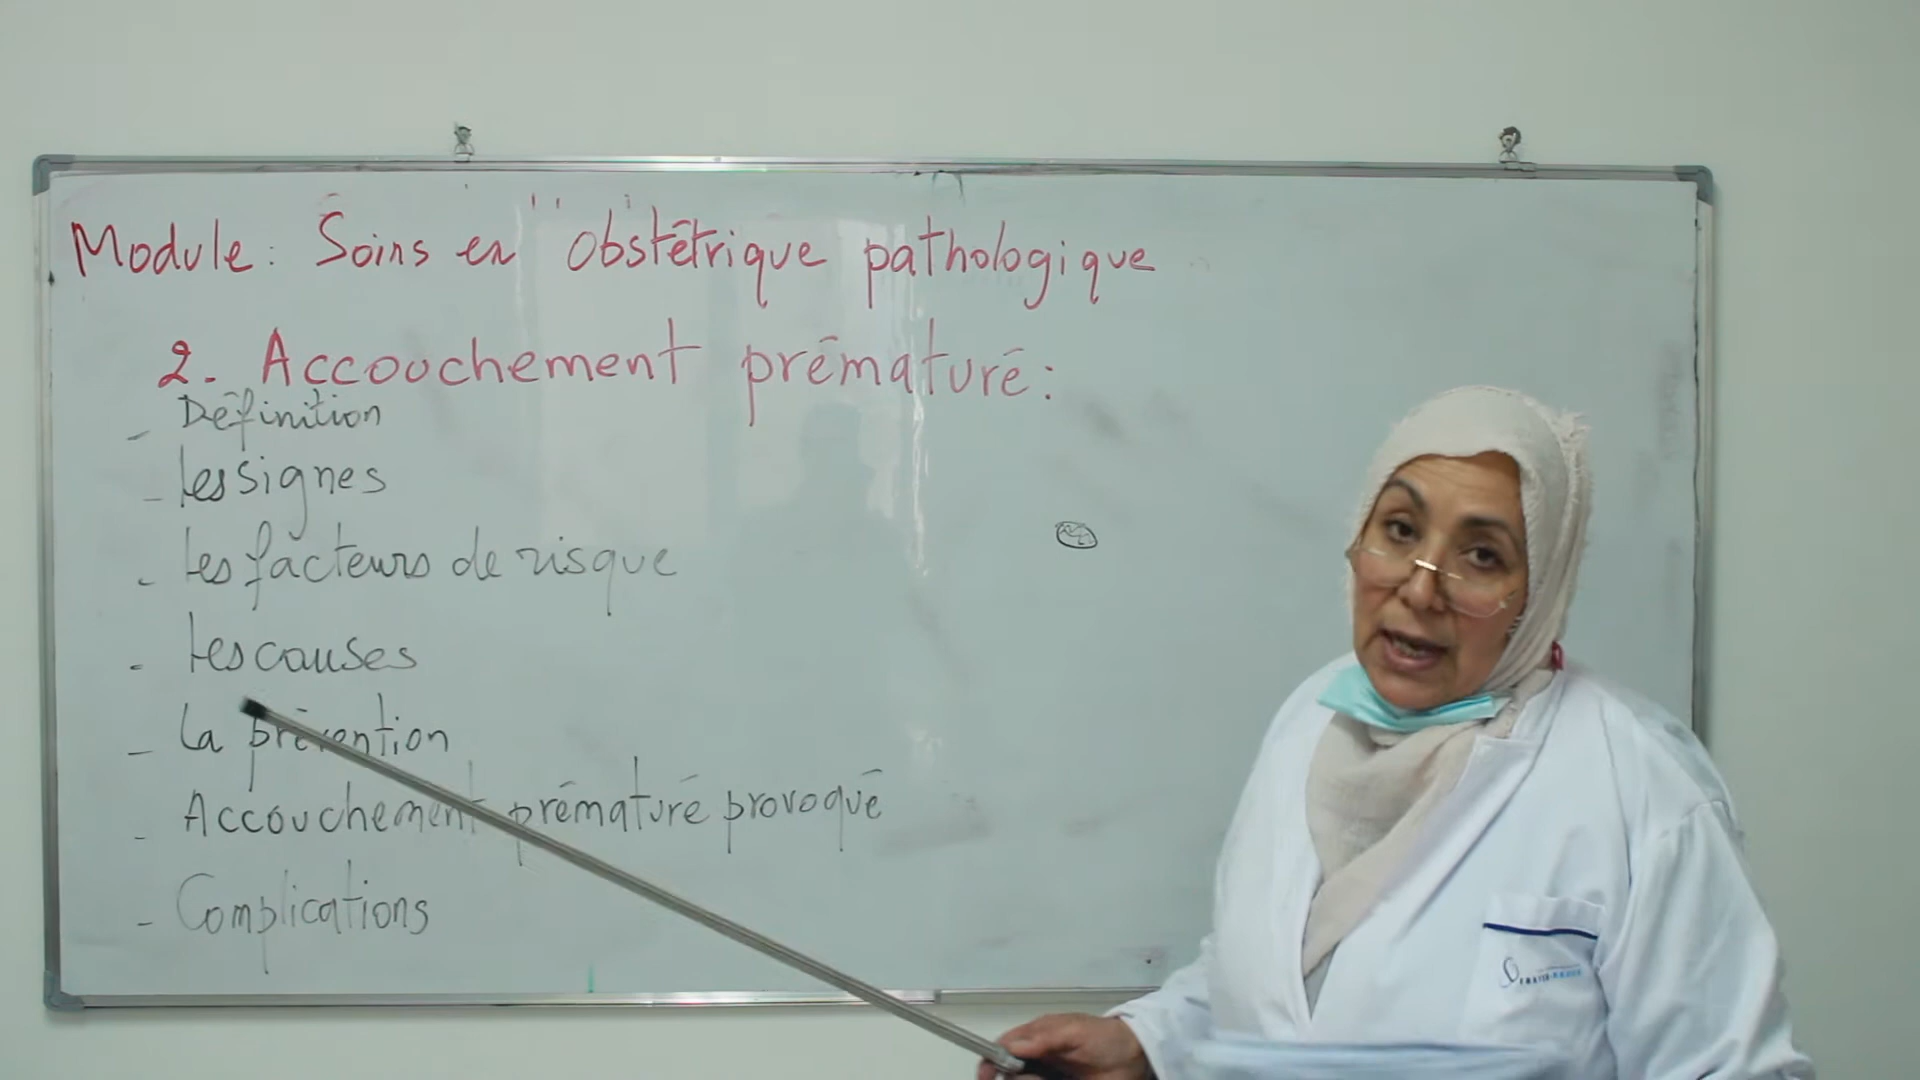 Module: Soins en obstétrique pathologique
2. Accouchement prématuré:
- Définition
- les signes
- les facteurs de risque
- les causes
- La prévention
- Accouchement prématuré provoqué
- Complications